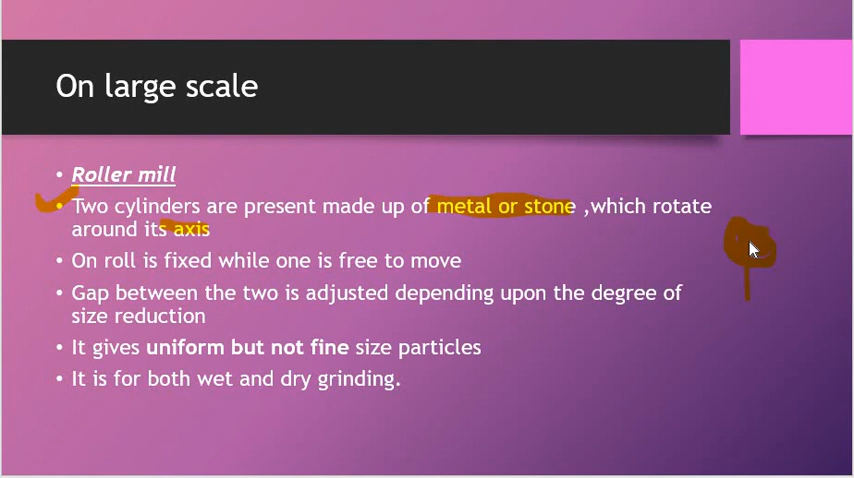 On large scale
• Roller mill
• Two cylinders are present made up of metal or stone ,which rotate
around its axis
• On roll is fixed while one is free to move
• Gap between the two is adjusted depending upon the degree of
size reduction
• It gives uniform but not fine size particles
• It is for both wet and dry grinding.